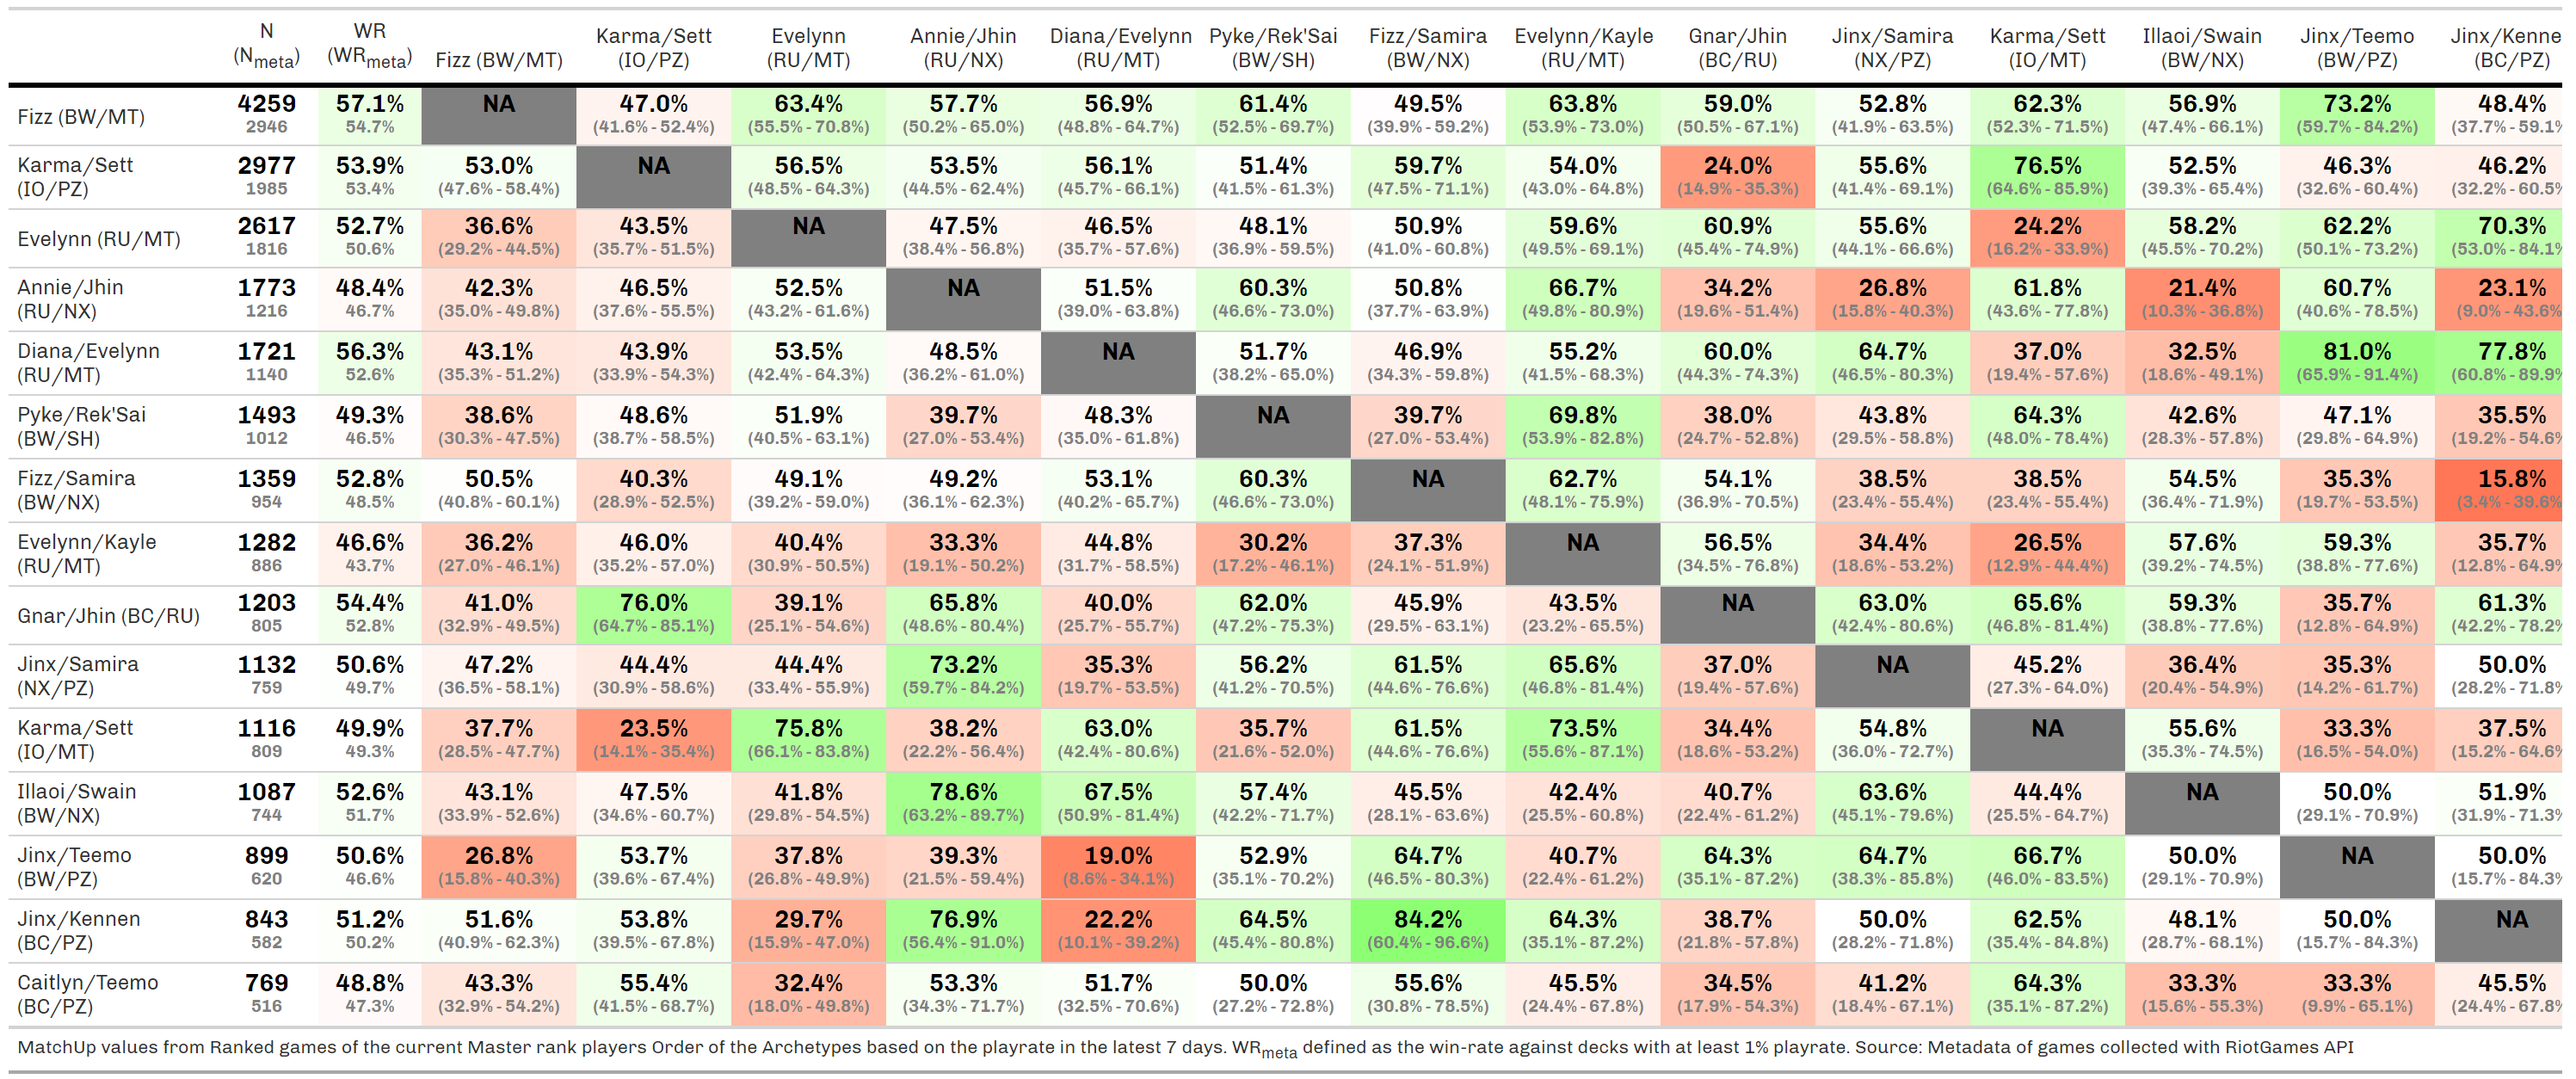 N WR Karma/Sett Evelynn Annie/Jhin Diana/Evelynn Pyke/Rek'Sai Fizz/Samira Evelynn/Kayle Gnar/Jhin Jinx/Samira Karma/Sett Illaoi/Swain Jinx/Teemo Jinx/Kenne
(Nmeta) (WRmeta) Fizz (BW/MT) (IO/PZ) (RU/MT) (RU/NX) (RU/MT) (BW/SH) (BW/NX) (RU/MT) (BC/RU) (NX/PZ) (IO/MT) (BW/NX) (BW/PZ) (BC/PZ)
Fizz (BW/MT) 4259 57.1% NA 47.0% 63.4% 57.7% 56.9% 61.4% 49.5% 63.8% 59.0% 52.8% 62.3% 56.9% 73.2% 48.4%
2946 54.7% (41.6% - 52.4%) (55.5% - 70.8%) (50.2% - 65.0%) (48.8% - 64.7%) (52.5% - 69.7%) (39.9% - 59.2%) (53.9% - 73.0%) (50.5% - 67.1%) (41.9% - 63.5%) (52.3% - 71.5%) (47.4% - 66.1%) (59.7% - 84.2%) (37.7% - 59.1%
Karma/Sett 2977 53.9% 53.0% NA 56.5% 53.5% 56.1% 51.4% 59.7% 54.0% 24.0% 55.6% 76.5% 52.5% 46.3% 46.2%
(IO/PZ) 1985 53.4% (47.6% - 58.4%) (48.5% - 64.3%) (44.5% - 62.4%) (45.7% - 66.1%) (41.5% - 61.3%) (47.5% - 71.1%) (43.0% - 64.8%) (14.9% - 35.3%) (41.4% - 69.1%) (64.6% - 85.9%) (39.3% - 65.4%) (32.6% - 60.4%) (32.2% - 60.5%
Evelynn (RU/MT) 2617 52.7% 36.6% 43.5% NA 47.5% 46.5% 48.1% 50.9% 59.6% 60.9% 55.6% 24.2% 58.2% 62.2% 70.3%
1816 50.6% (29.2% - 44.5%) (35.7% - 51.5%) (38.4% - 56.8%) (35.7% - 57.6%) (36.9% - 59.5%) (41.0% - 60.8%) (49.5% - 69.1%) (45.4% - 74.9%) (44.1% - 66.6%) (16.2% - 33.9%) (45.5% - 70.2%) (50.1% - 73.2%) (53.0% - 84.1%
Annie/Jhin 1773 48.4% 42.3% 46.5% 52.5% NA 51.5% 60.3% 50.8% 66.7% 34.2% 26.8% 61.8% 21.4% 60.7% 23.1%
(RU/NX) 1216 46.7% (35.0% - 49.8%) (37.6% - 55.5%) (43.2% - 61.6%) (39.0% - 63.8%) (46.6% - 73.0%) (37.7% - 63.9%) (49.8% - 80.9%) (19.6% - 51.4%) (15.8% - 40.3%) (43.6% - 77.8%) (10.3% - 36.8%) (40.6% - 78.5%) (9.0% - 43.6%
Diana/Evelynn 1721 56.3% 43.1% 43.9% 53.5% 48.5% NA 51.7% 46.9% 55.2% 60.0% 64.7% 37.0% 32.5% 81.0% 77.8%
(RU/MT) 1140 52.6% (35.3% - 51.2%) (33.9% - 54.3%) (42.4% - 64.3%) (36.2% - 61.0%) (38.2% - 65.0%) (34.3% - 59.8%) (41.5% - 68.3%) (44.3% - 74.3%) (46.5% - 80.3%) (19.4% - 57.6%) (18.6% - 49.1%) (65.9% - 91.4%) (60.8% - 89.9%
Pyke/Rek'Sai 1493 49.3% 38.6% 48.6% 51.9% 39.7% 48.3% NA 39.7% 69.8% 38.0% 43.8% 64.3% 42.6% 47.1% 35.5%
(BW/SH) 1012 46.5% (30.3% - 47.5%) (38.7% - 58.5%) (40.5% - 63.1%) (27.0% - 53.4%) (35.0% - 61.8%) (27.0% - 53.4%) (53.9% - 82.8%) (24.7% - 52.8%) (29.5% - 58.8%) (48.0% - 78.4%) (28.3% - 57.8%) (29.8% - 64.9%) (19.2% - 54.6%
Fizz/Samira 1359 52.8% 50.5% 40.3% 49.1% 49.2% 53.1% 60.3% NA 62.7% 54.1% 38.5% 38.5% 54.5% 35.3% 15.8%
(BW/NX) 954 48.5% (40.8% - 60.1%) (28.9% - 52.5%) (39.2% - 59.0%) (36.1% - 62.3%) (40.2% - 65.7%) (46.6% - 73.0%) (48.1% - 75.9%) (36.9% - 70.5%) (23.4% - 55.4%) (23.4% - 55.4%) (36.4% - 71.9%) (19.7% - 53.5%) (3.4% - 39.6%
Evelynn/Kayle 1282 46.6% 36.2% 46.0% 40.4% 33.3% 44.8% 30.2% 37.3% NA 56.5% 34.4% 26.5% 57.6% 59.3% 35.7%
(RU/MT) 886 43.7% (27.0% - 46.1%) (35.2% - 57.0%) (30.9% - 50.5%) (19.1% - 50.2%) (31.7% - 58.5%) (17.2% - 46.1%) (24.1% - 51.9%) (34.5% - 76.8%) (18.6% - 53.2%) (12.9% - 44.4%) (39.2% - 74.5%) (38.8% - 77.6%) (12.8% - 64.9%
Gnar/Jhin (BC/RU) 1203 54.4% 41.0% 76.0% 39.1% 65.8% 40.0% 62.0% 45.9% 43.5% NA 63.0% 65.6% 59.3% 35.7% 61.3%
805 52.8% (32.9% - 49.5%) (64.7% - 85.1%) (25.1% - 54.6%) (48.6% - 80.4%) (25.7% - 55.7%) (47.2% - 75.3%) (29.5% - 63.1%) (23.2% - 65.5%) (42.4% - 80.6%) (46.8% - 81.4%) (38.8% - 77.6%) (12.8% - 64.9%) (42.2% - 78.2%
Jinx/Samira 1132 50.6% 47.2% 44.4% 44.4% 73.2% 35.3% 56.2% 61.5% 65.6% 37.0% NA 45.2% 36.4% 35.3% 50.0%
(NX/PZ) 759 49.7% (36.5% - 58.1%) (30.9% - 58.6%) (33.4% - 55.9%) (59.7% - 84.2%) (19.7% - 53.5%) (41.2% - 70.5%) (44.6% - 76.6%) (46.8% - 81.4%) (19.4% - 57.6%) (27.3% - 64.0%) (20.4% - 54.9%) (14.2% - 61.7%) (28.2% - 71.8%
Karma/Sett 1116 49.9% 37.7% 23.5% 75.8% 38.2% 63.0% 35.7% 61.5% 73.5% 34.4% 54.8% NA 55.6% 33.3% 37.5%
(IO/MT) 809 49.3% (28.5% - 47.7%) (14.1% - 35.4%) (66.1% - 83.8%) (22.2% - 56.4%) (42.4% - 80.6%) (21.6% - 52.0%) (44.6% - 76.6%) (55.6% - 87.1%) (18.6% - 53.2%) (36.0% - 72.7%) (35.3% - 74.5%) (16.5% - 54.0%) (15.2% - 64.6%
Illaoi/Swain 1087 52.6% 43.1% 47.5% 41.8% 78.6% 67.5% 57.4% 45.5% 42.4% 40.7% 63.6% 44.4% NA 50.0% 51.9%
(BW/NX) 744 51.7% (33.9% - 52.6%) (34.6% - 60.7%) (29.8% - 54.5%) (63.2% - 89.7%) (50.9% - 81.4%) (42.2% - 71.7%) (28.1% - 63.6%) (25.5% - 60.8%) (22.4% - 61.2%) (45.1% - 79.6%) (25.5% - 64.7%) (29.1% - 70.9%) (31.9% - 71.3%
Jinx/Teemo 899 50.6% 26.8% 53.7% 37.8% 39.3% 19.0% 52.9% 64.7% 40.7% 64.3% 64.7% 66.7% 50.0% NA 50.0%
(BW/PZ) 620 46.6% (15.8% - 40.3%) (39.6% - 67.4%) (26.8% - 49.9%) (21.5% - 59.4%) (8.6% - 34.1%) (35.1% - 70.2%) (46.5% - 80.3%) (22.4% - 61.2%) (35.1% - 87.2%) (38.3% - 85.8%) (46.0% - 83.5%) (29.1% - 70.9%) (15.7% - 84.3%
Jinx/Kennen 843 51.2% 51.6% 53.8% 29.7% 76.9% 22.2% 64.5% 84.2% 64.3% 38.7% 50.0% 62.5% 48.1% 50.0% NA
(BC/PZ) 582 50.2% (40.9% - 62.3%) (39.5% - 67.8%) (15.9% - 47.0%) (56.4% - 91.0%) (10.1% - 39.2%) (45.4% - 80.8%) (60.4% - 96.6%) (35.1% - 87.2%) (21.8% - 57.8%) (28.2% - 71.8%) (35.4% - 84.8%) (28.7% - 68.1%) (15.7% - 84.3%)
Caitlyn/Teemo 769 48.8% 43.3% 55.4% 32.4% 53.3% 51.7% 50.0% 55.6% 45.5% 34.5% 41.2% 64.3% 33.3% 33.3% 45.5%
(BC/PZ) 516 47.3% (32.9% - 54.2%) (41.5% - 68.7%) (18.0% - 49.8%) (34.3% - 71.7%) (32.5% - 70.6%) (27.2% - 72.8%) (30.8% - 78.5%) (24.4% - 67.8%) (17.9% - 54.3%) (18.4% - 67.1%) (35.1% - 87.2%) (15.6% - 55.3%) (9.9% - 65.1%) (24.4% - 67.8%
MatchUp values from Ranked games of the current Master rank players Order of the Archetypes based on the playrate in the latest 7 days. WRmeta defined as the win-rate against decks with at least 1% playrate. Source: Metadata of games collected with RiotGames API